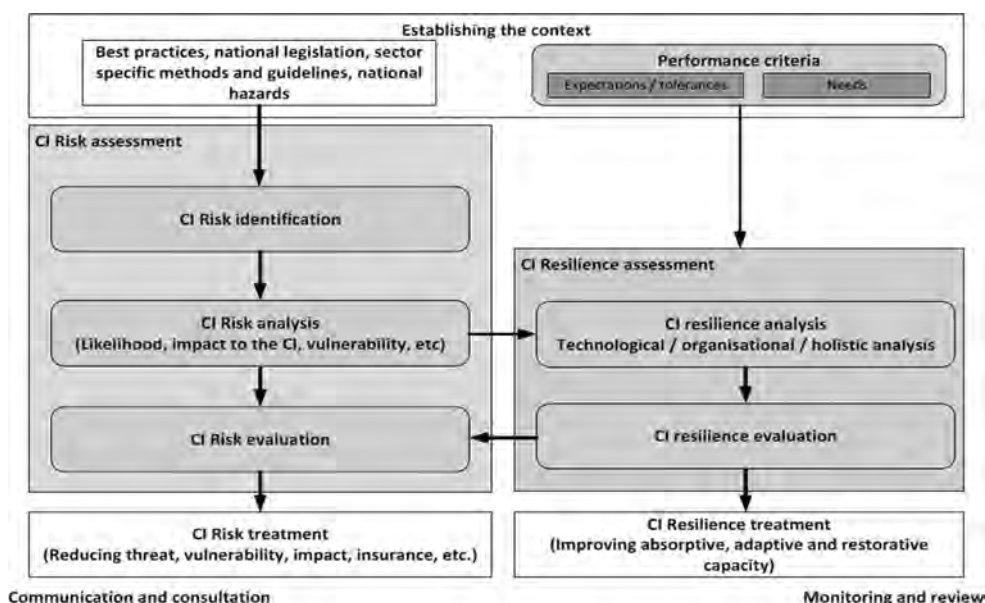 Establishing the context
Best practices, national legislation, sector
specific methods and guidelines, national
hazards
Performance criteria
Expectations / tolerances
Needs
CI Risk assessment
CI Risk identification
CI Risk analysis
(Likelihood, impact to the CI, vulnerability, etc)
CI Risk evaluation
CI Resilience assessment
CI resilience analysis
Technological / organisational / holistic analysis
CI resilience evaluation
CI Risk treatment
(Reducing threat, vulnerability, impact, insurance, etc.)
CI Resilience treatment
(Improving absorptive, adaptive and restorative
capacity)
Communication and consultation
Monitoring and review